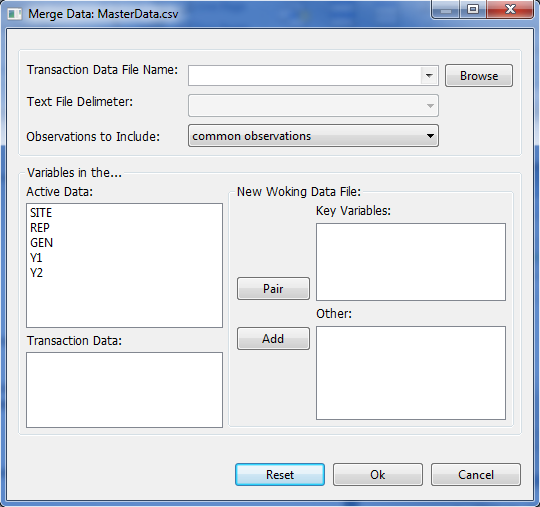 Merge Data: MasterData.csv
Transaction Data File Name:
Browse
Text File Delimeter:
Observations to Include:
common observations
Variables in the...
Active Data:
SITE
REP
GEN
Y1
Y2
Transaction Data:
New Woking Data File:
Key Variables:
Pair
Other:
Add
Reset
Ok
Cancel